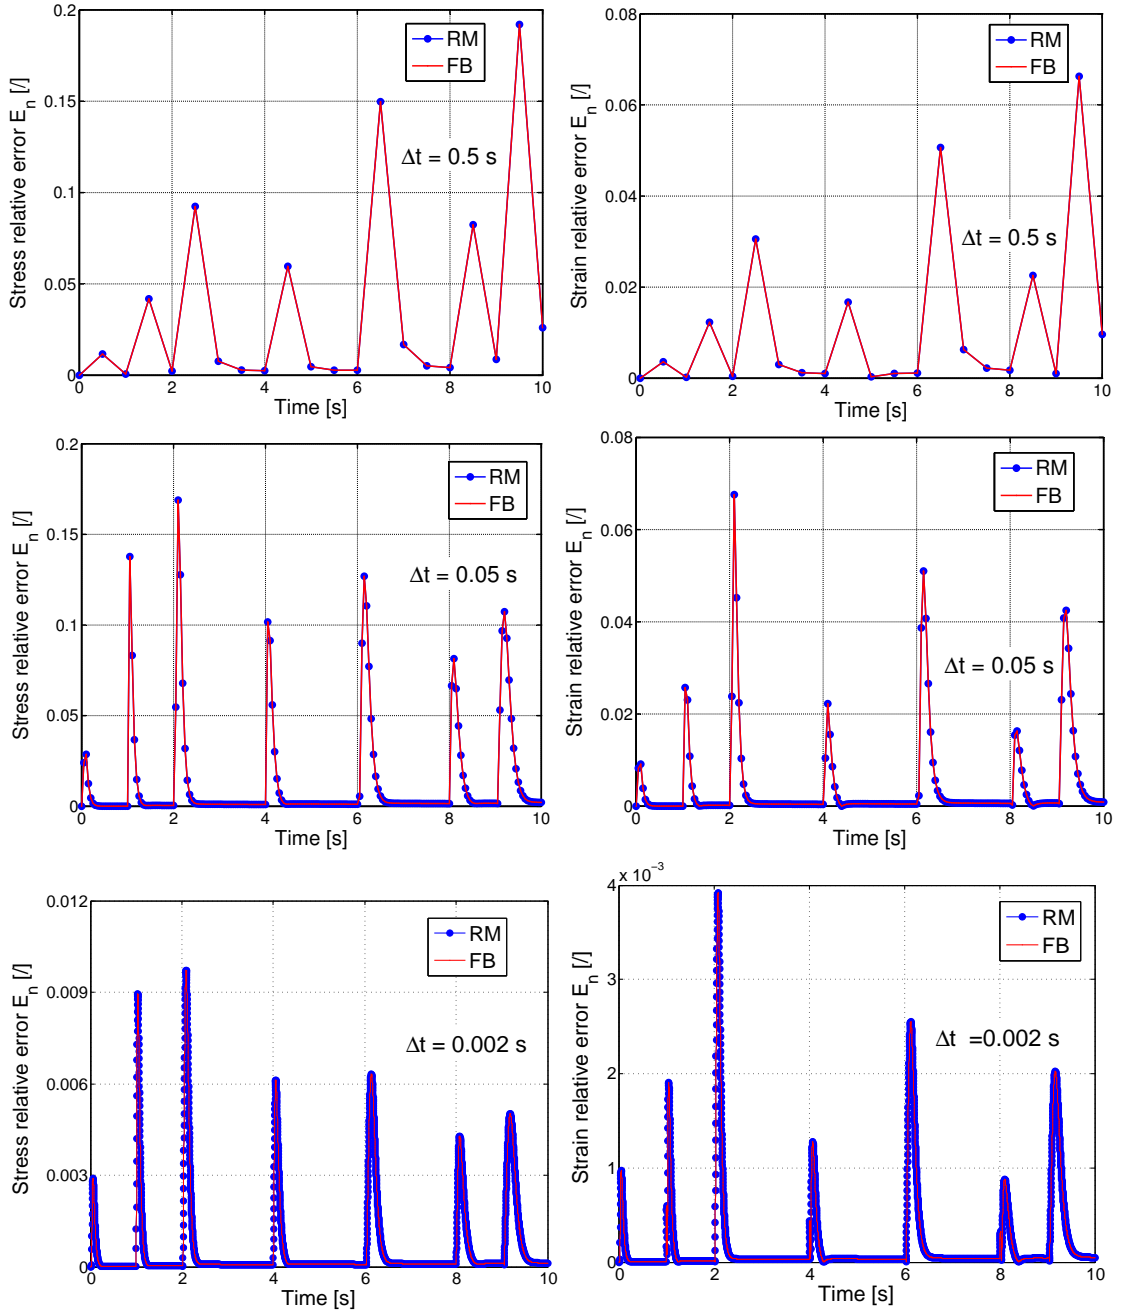 Stress relative error E_n [/]
0.2
0.15
0.1
0.05
0
RM
FB
Δt = 0.5 s
0 2 4 6 8 10
Time [s]
Strain relative error E_n [/]
0.08
0.06
0.04
0.02
0
RM
FB
Δt = 0.5 s
0 2 4 6 8 10
Time [s]
Stress relative error E_n [/]
0.2
0.15
0.1
0.05
0
RM
FB
Δt = 0.05 s
0 2 4 6 8 10
Time [s]
Strain relative error E_n [/]
0.08
0.06
0.04
0.02
0
RM
FB
Δt = 0.05 s
0 2 4 6 8 10
Time [s]
Stress relative error E_n [/]
0.012
0.009
0.006
0.003
0
RM
FB
Δt = 0.002 s
0 2 4 6 8 10
Time [s]
Strain relative error E_n [/]
x 10^−3
4
3
2
1
0
RM
FB
Δt =0.002 s
0 2 4 6 8 10
Time [s]